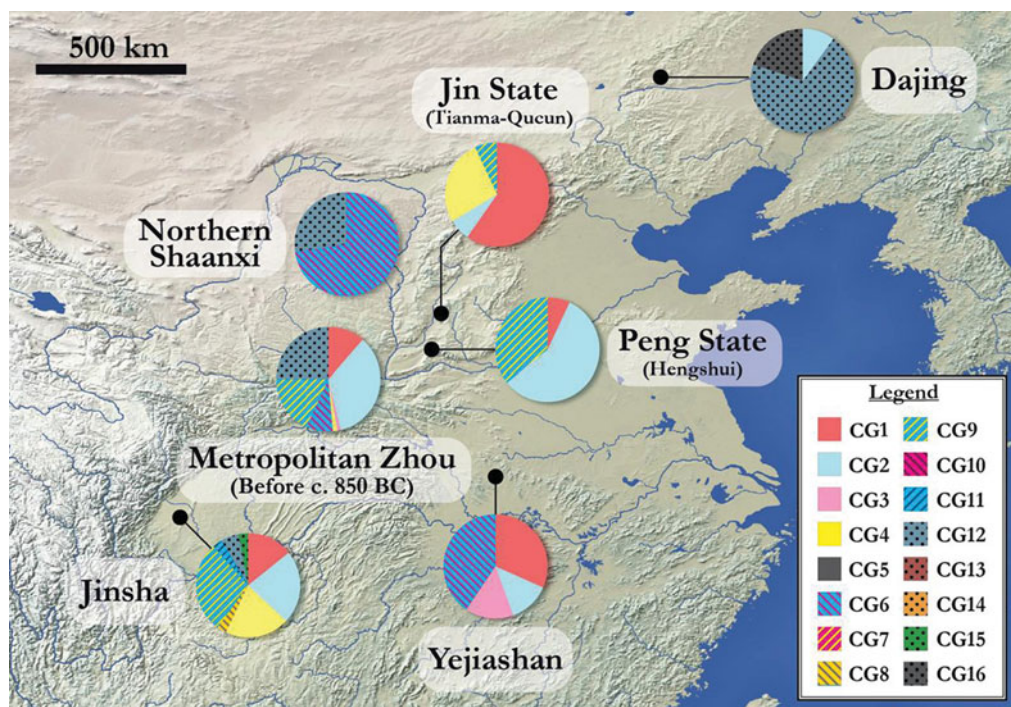 500 km
Jin State
(Tianma-Qucun)
Dajing
Northern
Shaanxi
Peng State
(Hengshui)
Metropolitan Zhou
(Before c. 850 BC)
Jinsha
Yejiashan
Legend
CG1 CG9
CG2 CG10
CG3 CG11
CG4 CG12
CG5 CG13
CG6 CG14
CG7 CG15
CG8 CG16